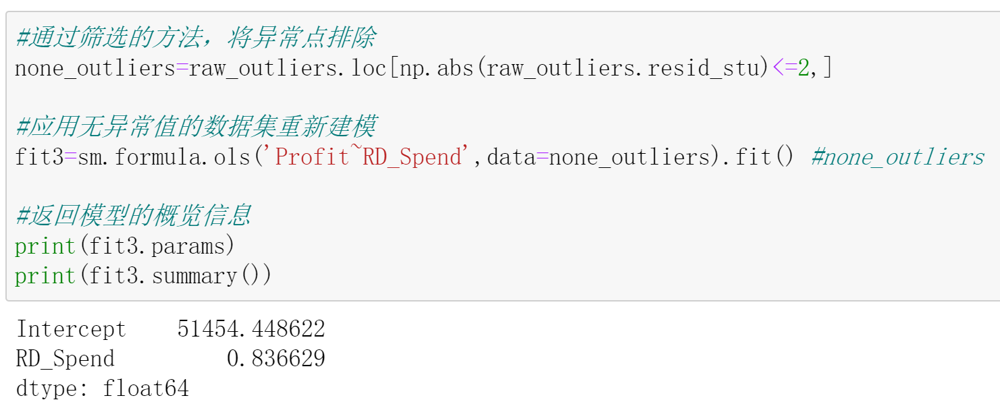 #通过筛选的方法，将异常点排除
none_outliers=raw_outliers.loc[np.abs(raw_outliers.resid_stu)<=2,]
#应用无异常值的数据集重新建模
fit3=sm.formula.ols('Profit~RD_Spend',data=none_outliers).fit() #none_outliers
#返回模型的概览信息
print(fit3.params)
print(fit3.summary())
Intercept    51454.448622
RD_Spend         0.836629
dtype: float64